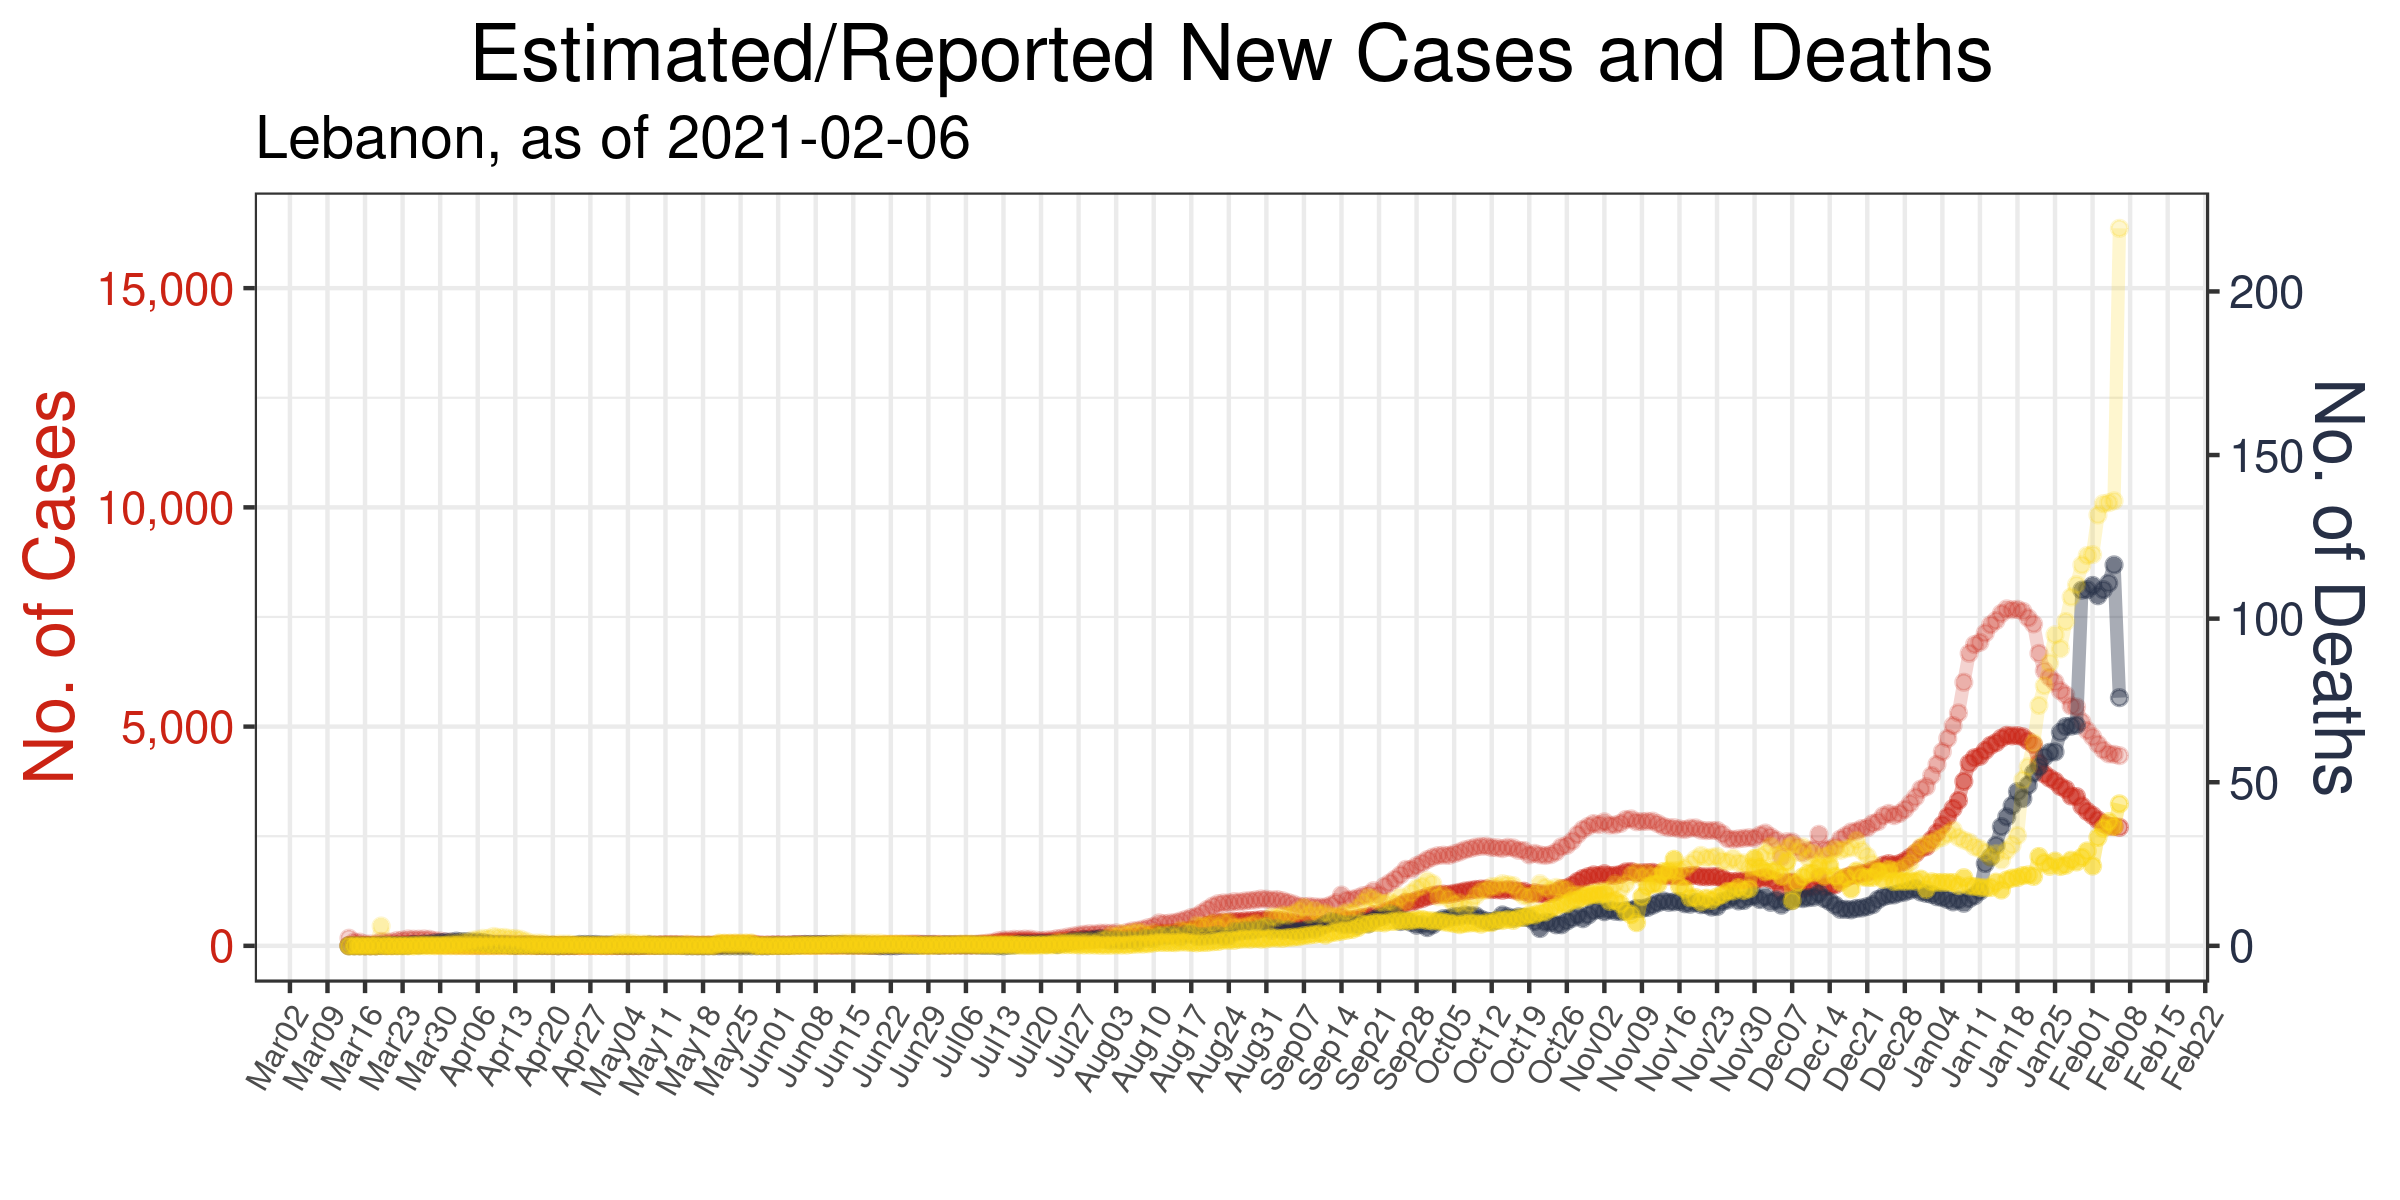 Estimated/Reported New Cases and Deaths
Lebanon, as of 2021-02-06
No. of Cases
15,000
10,000
5,000
0
200
150
100
50
0
No. of Deaths
Mar02
Mar09
Mar16
Mar23
Mar30
Apr06
Apr13
Apr20
Apr27
May04
May11
May18
May25
Jun01
Jun08
Jun15
Jun22
Jun29
Jul06
Jul13
Jul20
Jul27
Aug03
Aug10
Aug17
Aug24
Aug31
Sep07
Sep14
Sep21
Sep28
Oct05
Oct12
Oct19
Oct26
Nov02
Nov09
Nov16
Nov23
Nov30
Dec07
Dec14
Dec21
Dec28
Jan04
Jan11
Jan18
Jan25
Feb01
Feb08
Feb15
Feb22